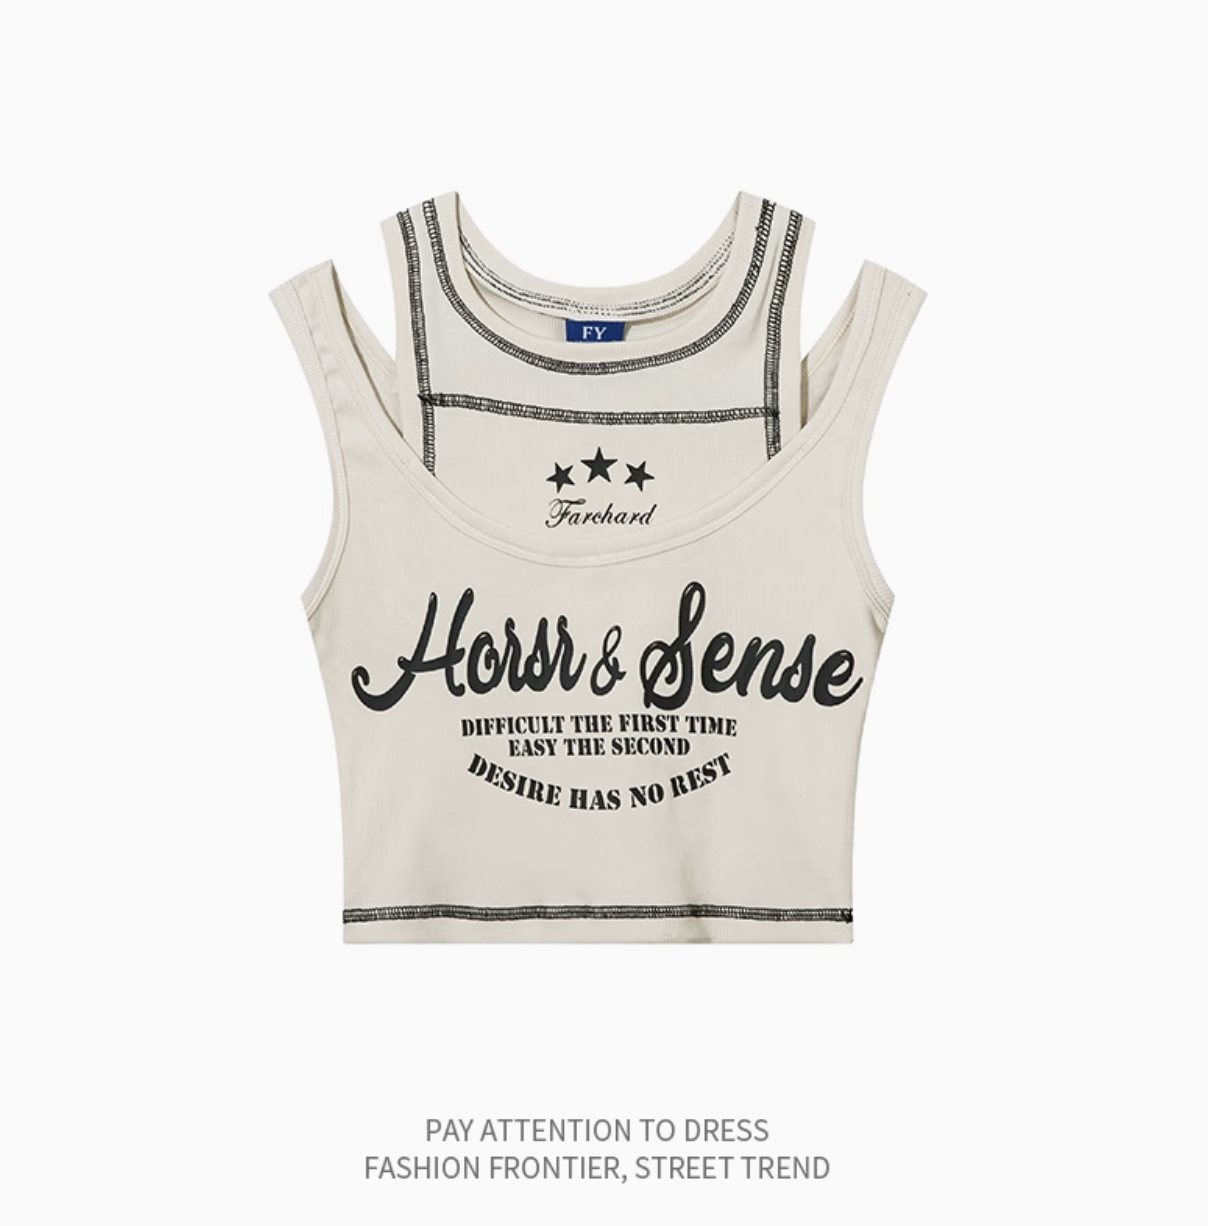 FY
Farchard
Horsr & Sense
DIFFICULT THE FIRST TIME
EASY THE SECOND
DESIRE HAS NO REST
PAY ATTENTION TO DRESS
FASHION FRONTIER, STREET TREND